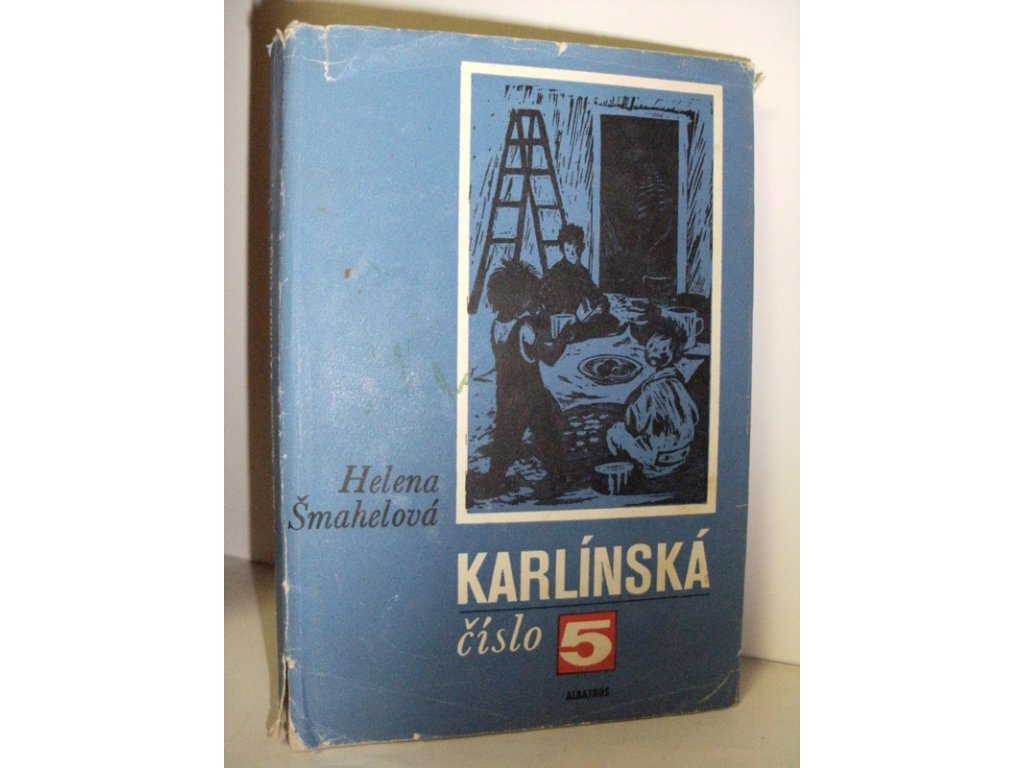 Helena
Šmahelová
KARLÍNSKÁ
číslo 5
ALBATROS